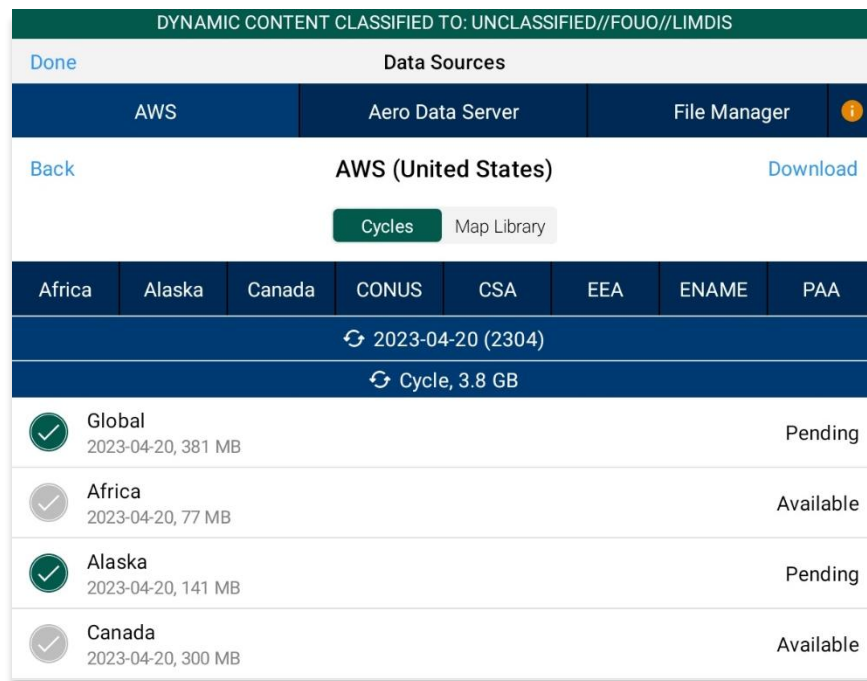 DYNAMIC CONTENT CLASSIFIED TO: UNCLASSIFIED//FOUO//LIMDIS
Done Data Sources
AWS Aero Data Server File Manager i
Back AWS (United States) Download
Cycles Map Library
Africa Alaska Canada CONUS CSA EEA ENAME PAA
2023-04-20 (2304)
Cycle, 3.8 GB
Global
2023-04-20, 381 MB
Pending
Africa
2023-04-20, 77 MB
Available
Alaska
2023-04-20, 141 MB
Pending
Canada
2023-04-20, 300 MB
Available